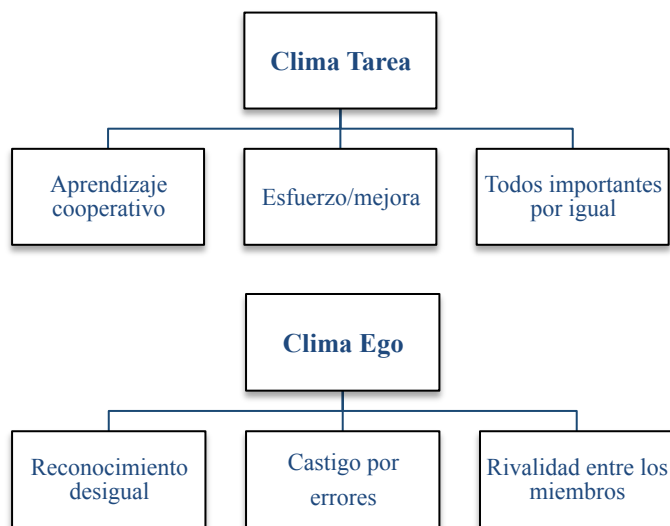 Clima Tarea
Aprendizaje
cooperativo
Esfuerzo/mejora
Todos importantes
por igual
Clima Ego
Reconocimiento
desigual
Castigo por
errores
Rivalidad entre los
miembros